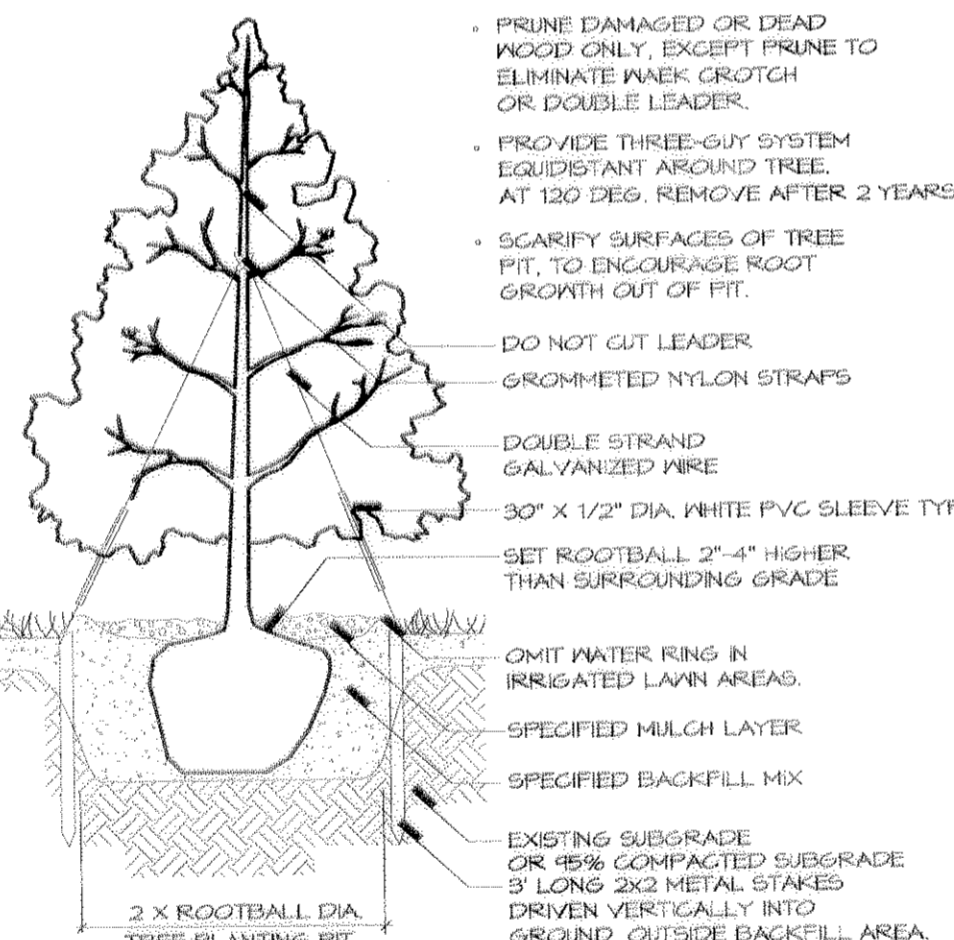 PRUNE DAMAGED OR DEAD
WOOD ONLY, EXCEPT PRUNE TO
ELIMINATE WAEK CROTCH
OR DOUBLE LEADER.
PROVIDE THREE-GUY SYSTEM
EQUIDISTANT AROUND TREE.
AT 120 DEG. REMOVE AFTER 2 YEARS
SCARIFY SURFACES OF TREE
PIT, TO ENCOURAGE ROOT
GROWTH OUT OF PIT.
DO NOT CUT LEADER
GROMMETED NYLON STRAPS
DOUBLE STRAND
GALVANIZED WIRE
30" X 1/2" DIA. WHITE PVC SLEEVE TYP
SET ROOTBALL 2"-4" HIGHER
THAN SURROUNDING GRADE
OMIT WATER RING IN
IRRIGATED LAWN AREAS.
SPECIFIED MULCH LAYER
SPECIFIED BACKFILL MIX
EXISTING SUBGRADE
OR 95% COMPACTED SUBGRADE
3' LONG 2X2 METAL STAKES
DRIVEN VERTICALLY INTO
GROUND OUTSIDE BACKFILL AREA.
2 X ROOTBALL DIA.
TREE PLANTING PIT